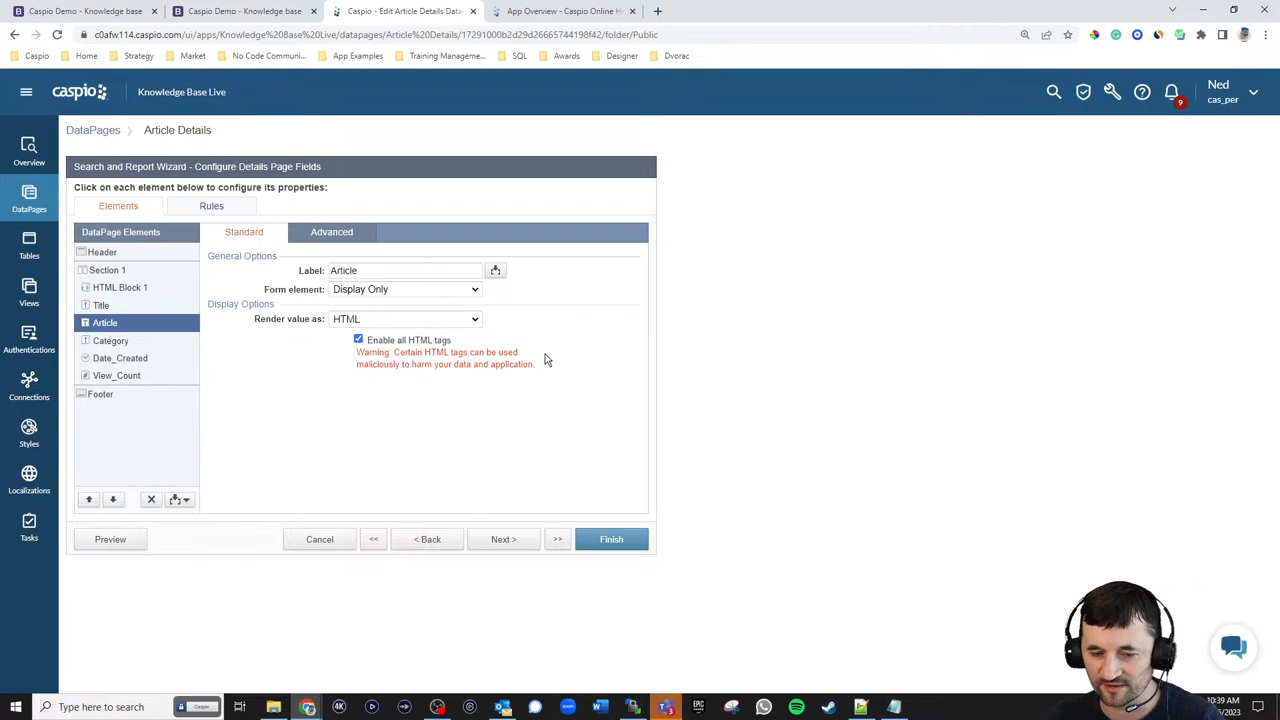 Caspio Demo - Knowledge Base
Caspio Demo - Knowledge Base
Caspio - Edit Article Details Data
App Overview - Caspio Online H
c0afw114.caspio.com/ui/apps/Knowledge%20Base%20Live/datapages/Article%20Details/17291000b2d29d26665744198f42/folder/Public
Caspio Home Strategy Market No Code Communi... App Examples Training Manageme... SQL Awards Designer Dvorac
caspio Knowledge Base Live
Ned
cas_per
9
DataPages Article Details
Overview
DataPages
Tables
Views
Authentications
Connections
Styles
Localizations
Tasks
Search and Report Wizard - Configure Details Page Fields
Click on each element below to configure its properties:
Elements Rules
DataPage Elements Standard Advanced
Header
Section 1
HTML Block 1
Title
Article
Category
Date_Created
View_Count
Footer
General Options
Label: Article
Form element: Display Only
Display Options
Render value as: HTML
Enable all HTML tags
Warning: Certain HTML tags can be used
maliciously to harm your data and application.
Preview Cancel << < Back Next > >> Finish
Type here to search
Caspio
10:39 AM